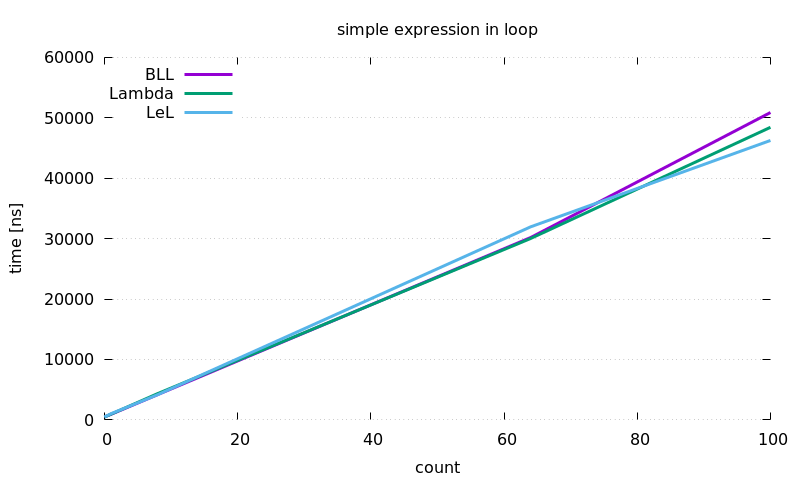 simple expression in loop
60000
50000
40000
30000
20000
10000
0
BLL
Lambda
LeL
time [ns]
0 20 40 60 80 100
count